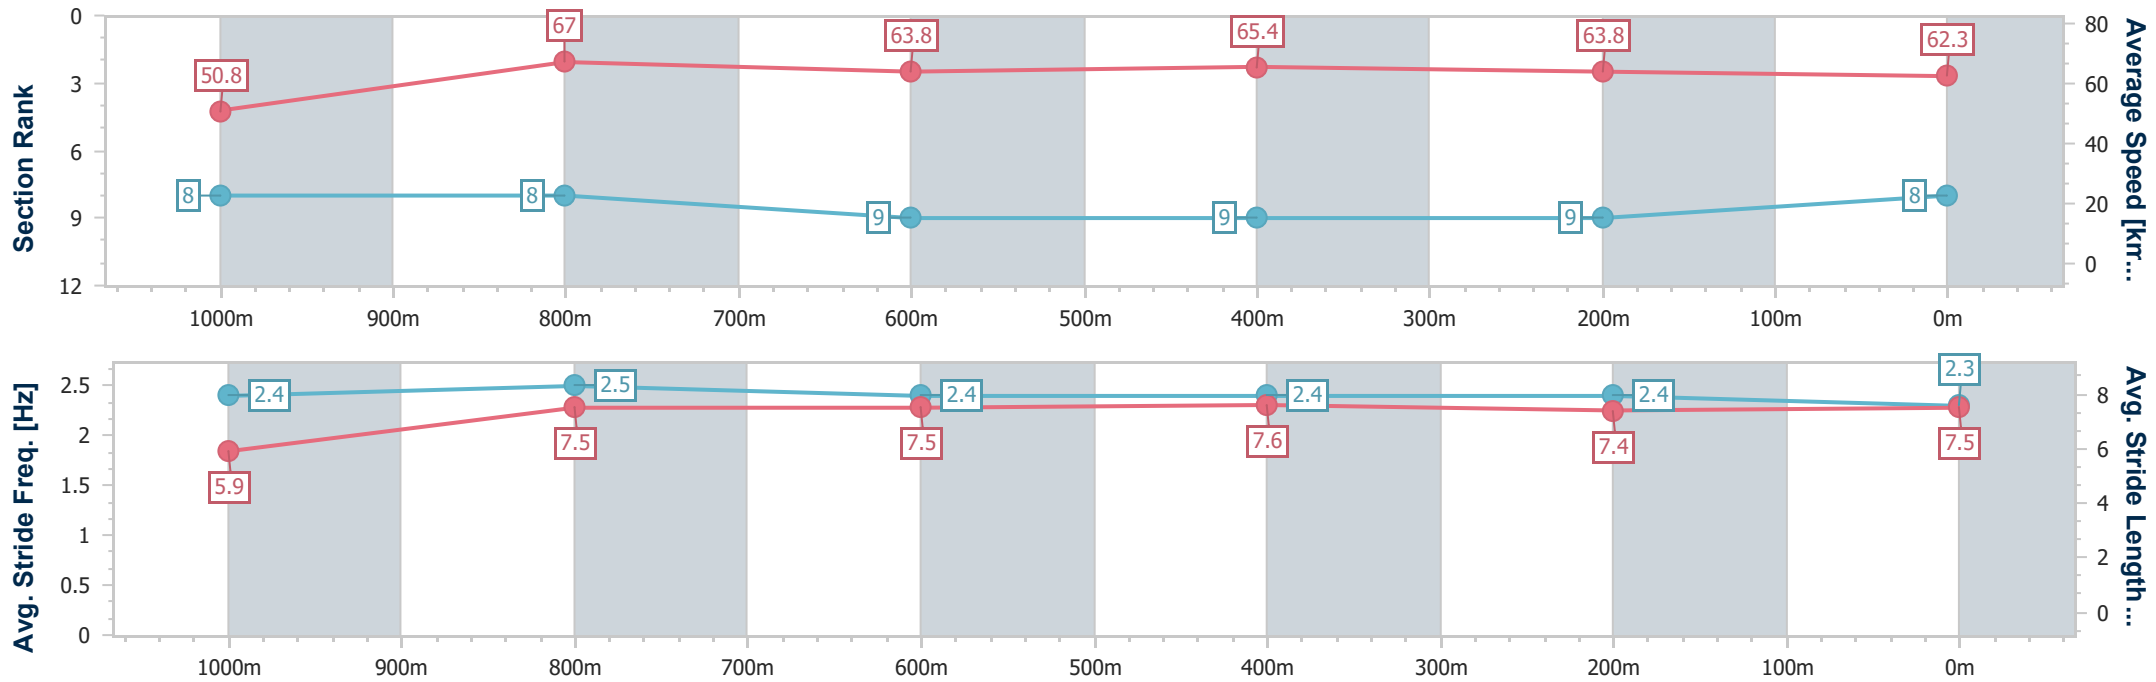 Section Rank
0
3
6
9
12
50.8
67
63.8
65.4
63.8
62.3
8
8
9
9
9
8
80
60
40
20
0
Average Speed [km...
1000m
900m
800m
700m
600m
500m
400m
300m
200m
100m
0m
Avg. Stride Freq. [Hz]
2.5
2
1.5
1
0.5
0
2.4
2.5
2.4
2.4
2.4
2.3
5.9
7.5
7.5
7.6
7.4
7.5
8
6
4
2
0
Avg. Stride Length ...
1000m
900m
800m
700m
600m
500m
400m
300m
200m
100m
0m